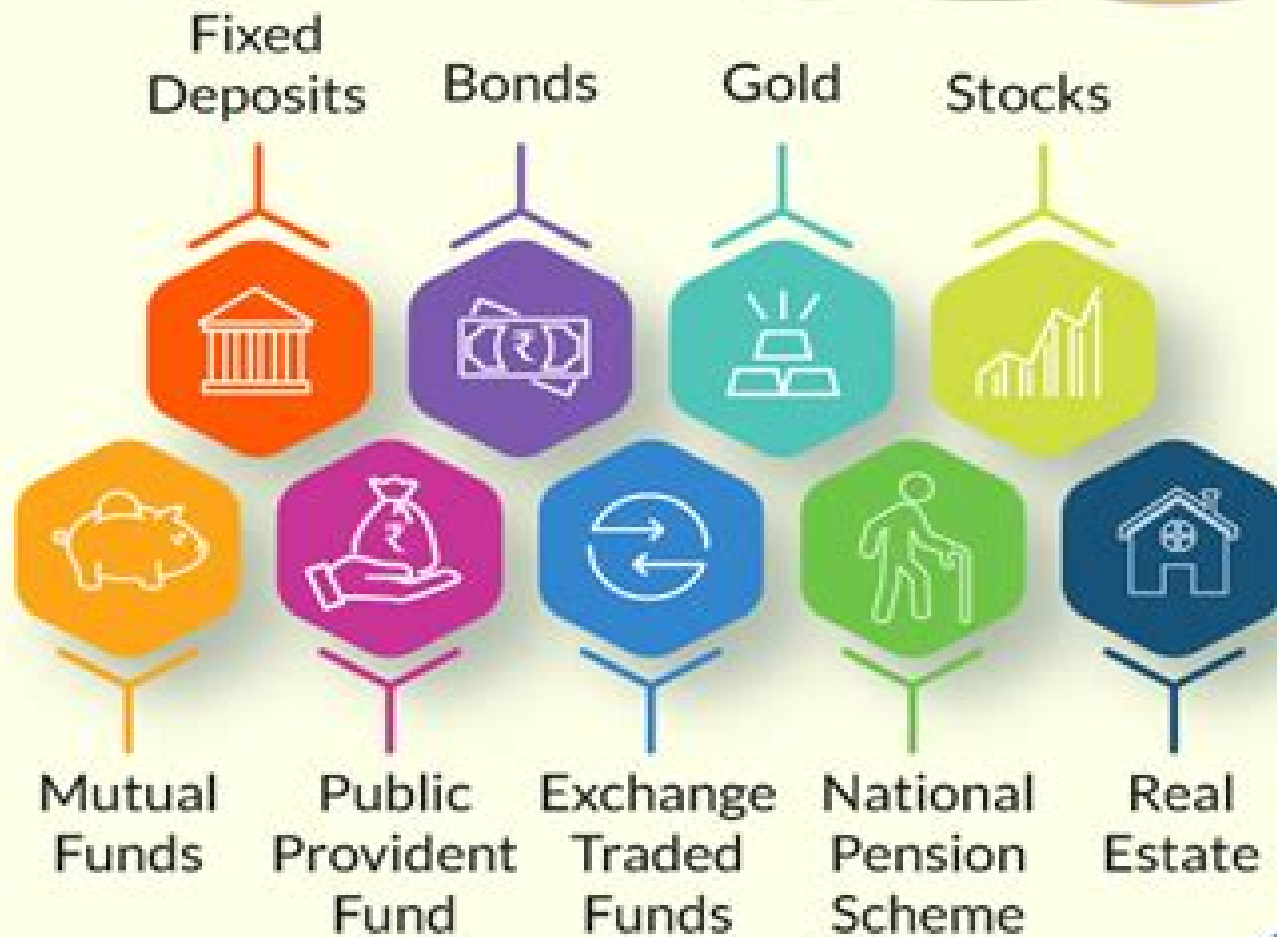 Fixed
Deposits
Bonds
Gold
Stocks
₹
₹
Mutual
Funds
Public
Provident
Fund
Exchange
Traded
Funds
National
Pension
Scheme
Real
Estate